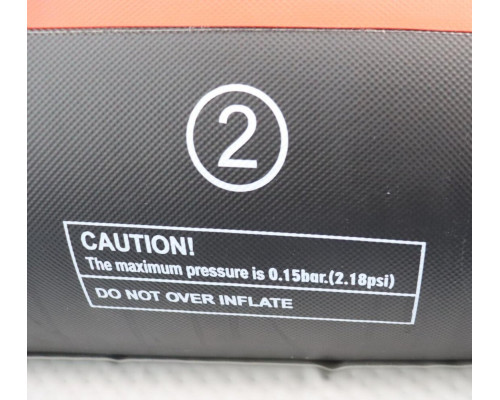 2
CAUTION!
The maximum pressure is 0.15bar.(2.18psi)
DO NOT OVER INFLATE